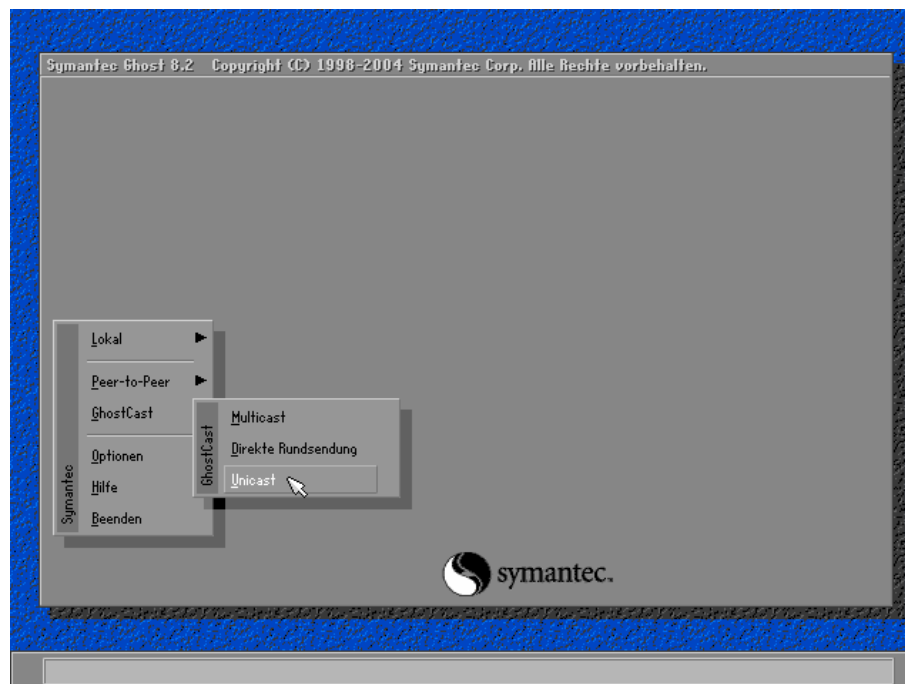 Symantec Ghost 8.2 Copyright (C) 1998-2004 Symantec Corp. Alle Rechte vorbehalten.
Lokal
Peer-to-Peer
GhostCast
Optionen
Hilfe
Beenden
Symantec
Multicast
Direkte Rundsendung
Unicast
GhostCast
symantec.